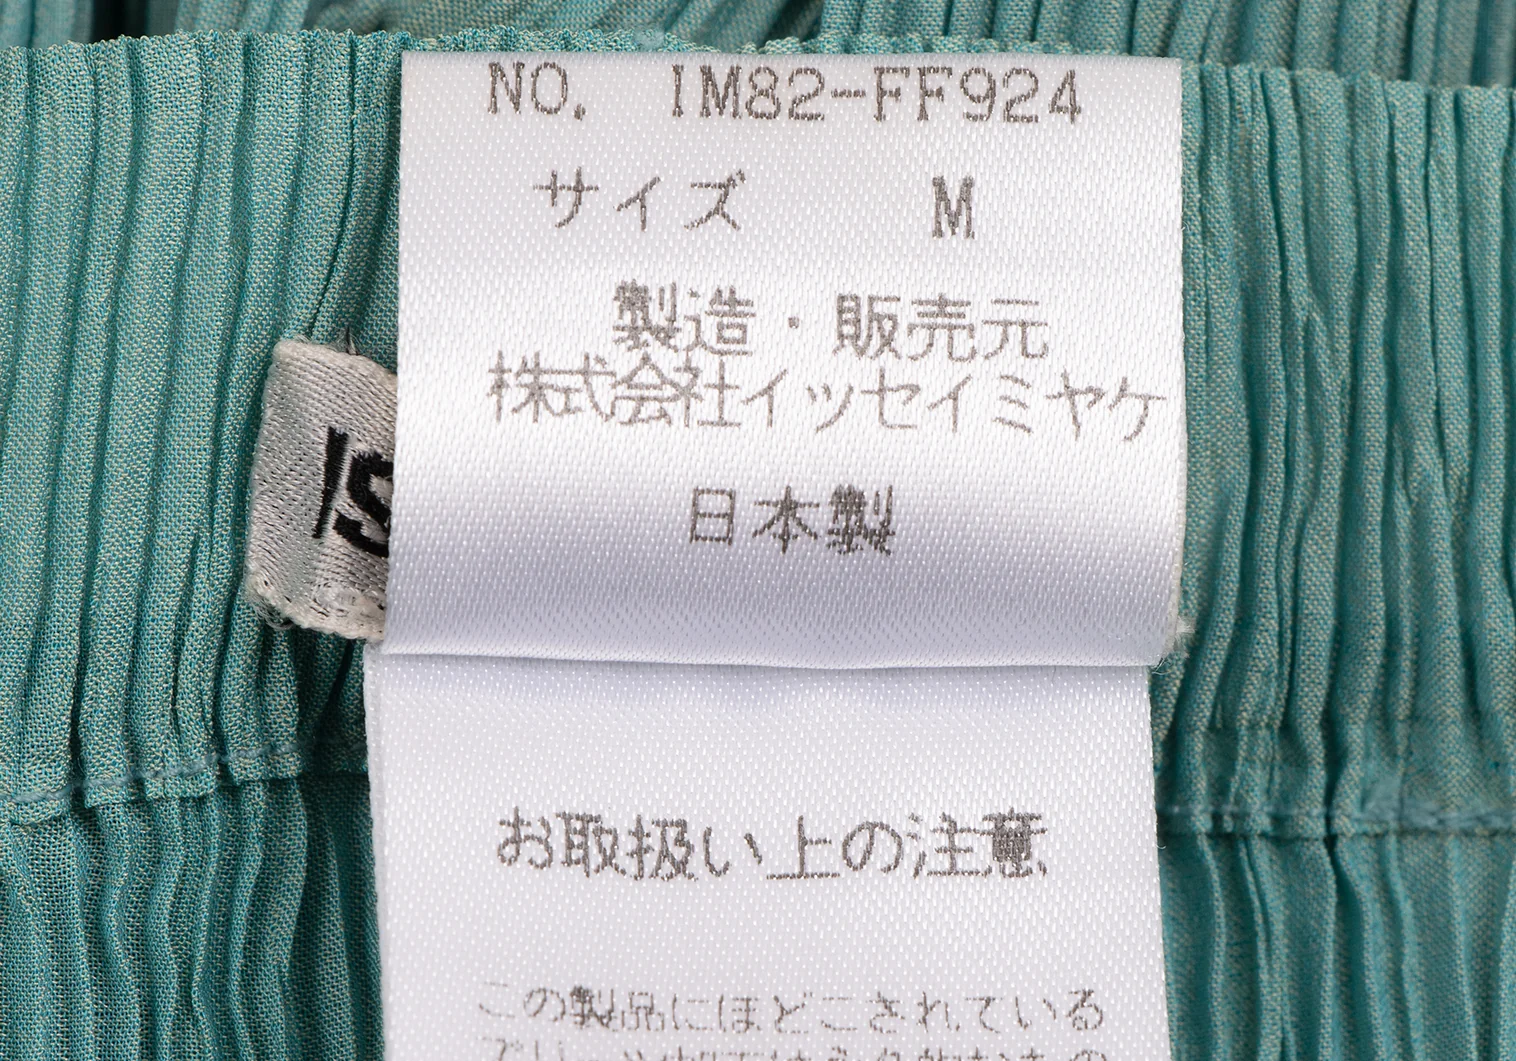 NO. IM82-FF924
サイズ M
製造・販売元
株式会社イッセイミヤケ
日本製
IS
お取扱い上の注意
この製品にほどこされている